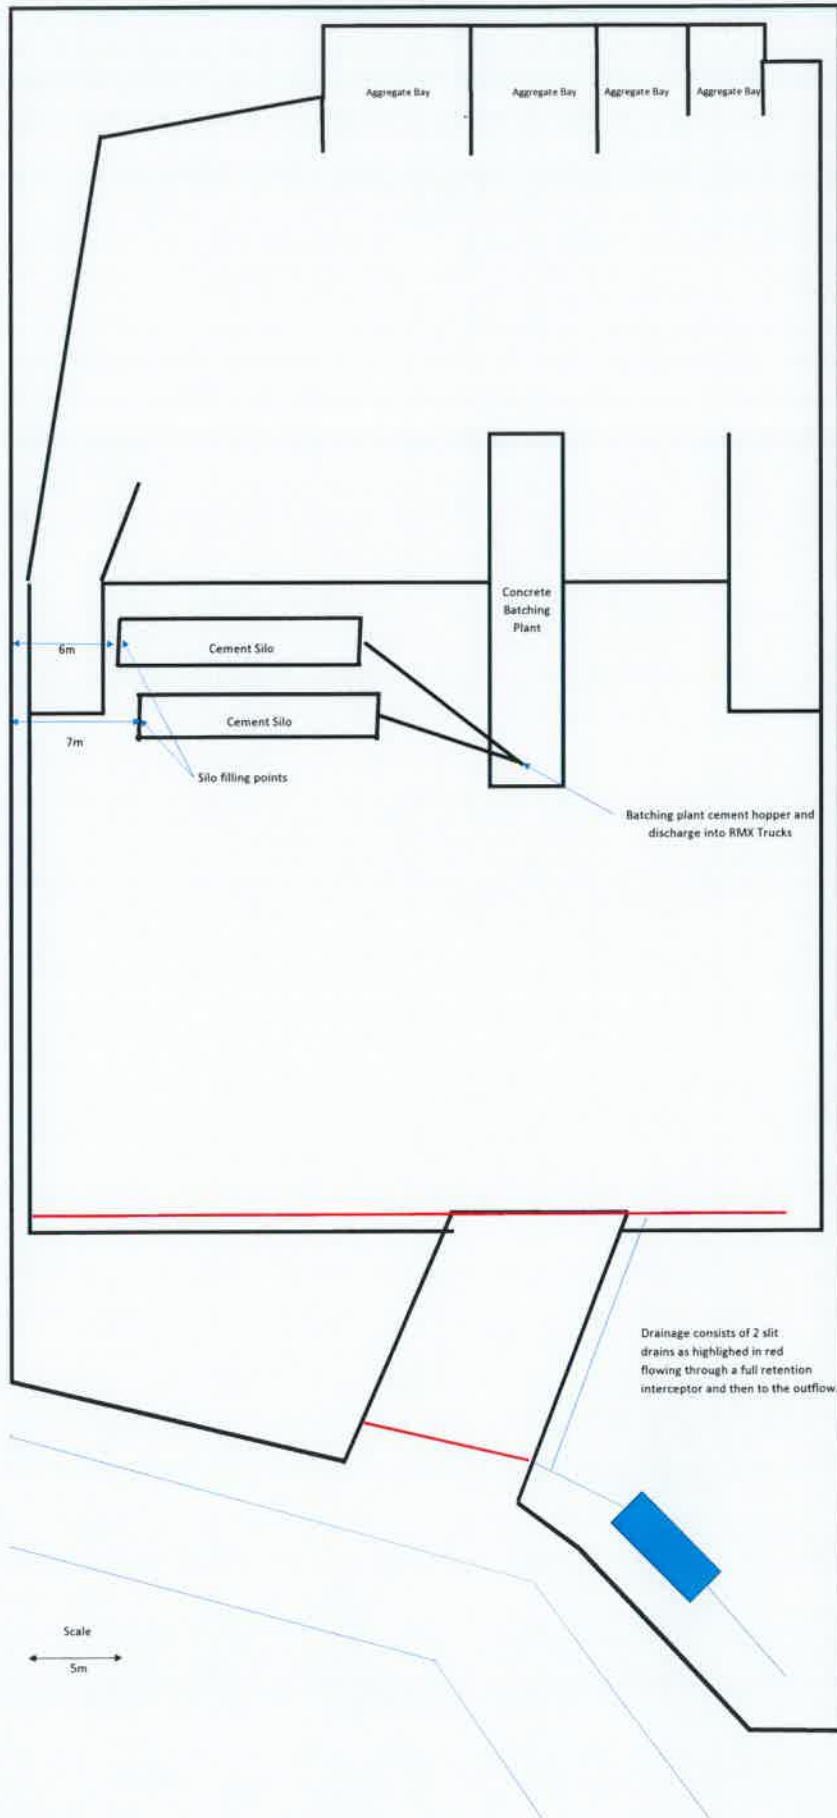 Aggregate Bay
Aggregate Bay
Aggregate Bay
Aggregate Bay
Concrete
Batching
Plant
6m
Cement Silo
Cement Silo
7m
Silo filling points
Batching plant cement hopper and
discharge into RMX Trucks
Drainage consists of 2 slit
drains as highlighed in red
flowing through a full retention
interceptor and then to the outflow.
Scale
5m